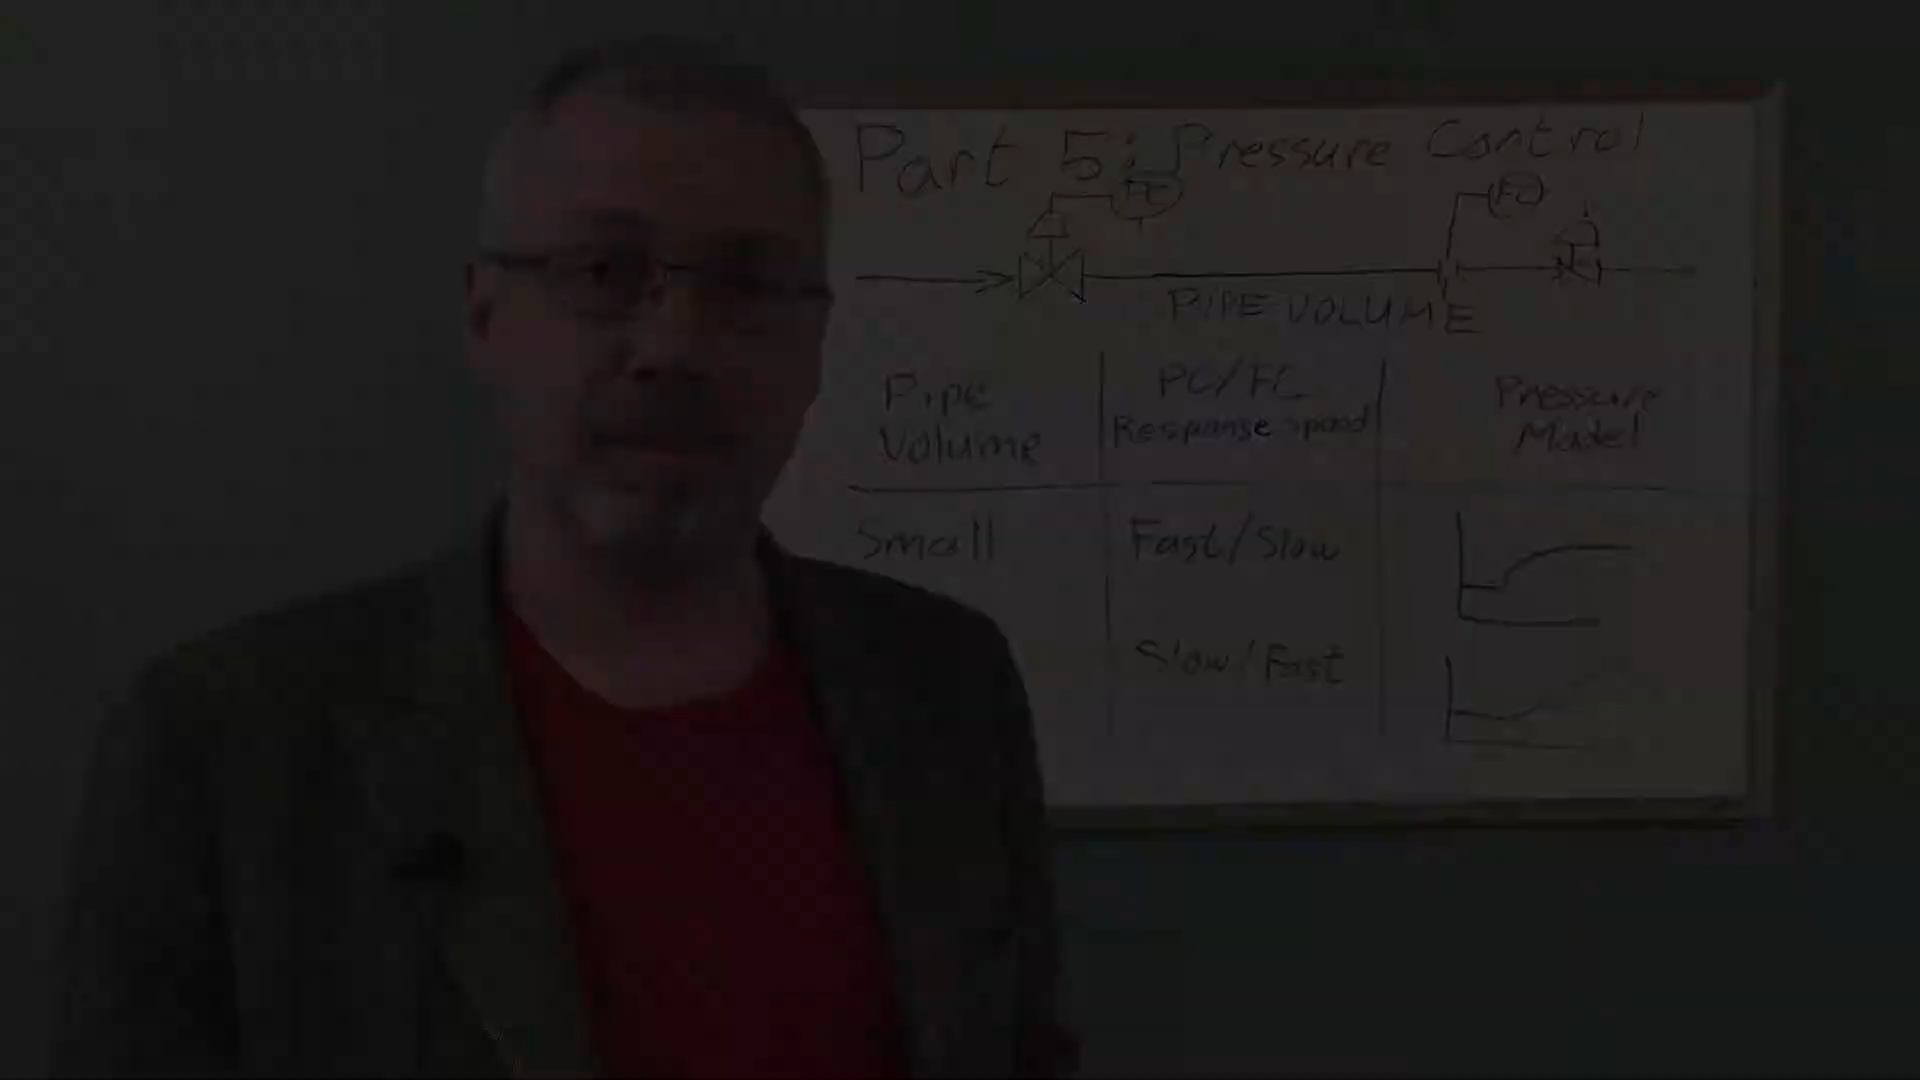 Part 5: Pressure Control
FC
PIPE VOLUME
Pipe
Volume
PC/FC
Response speed
Pressure
Model
Small
Fast/Slow
Slow/Fast